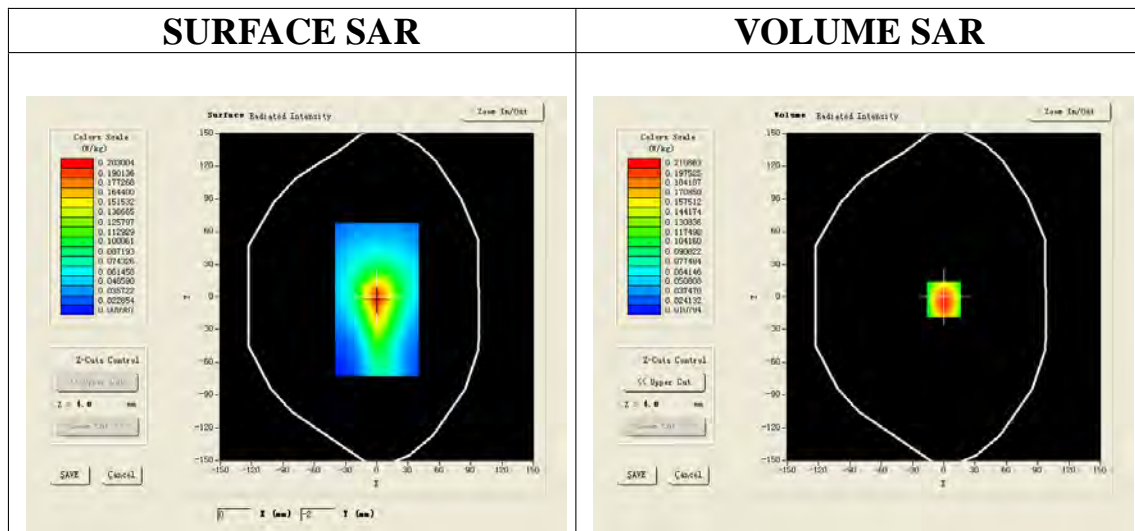 SURFACE SAR
VOLUME SAR
Surface Radiated Intensity
Zoom In/Out
Colors Scale
(W/kg)
0.203004
0.190136
0.177268
0.164400
0.151532
0.138665
0.125797
0.112929
0.100061
0.087193
0.074326
0.061458
0.048590
0.035722
0.022854
150
120
90
60
30
0
-30
-60
-90
-120
-150
Y
-150 -120 -90 -60 -30 0 30 60 90 120 150
X
Z-Cuts Control
<< Upper Cut
Z = 4.0 mm
SAVE Cancel
0 X (mm) -2 Y (mm)
Volume Radiated Intensity
Zoom In/Out
Colors Scale
(W/kg)
0.210863
0.197525
0.184187
0.170850
0.157512
0.144174
0.130836
0.117498
0.104160
0.090822
0.077484
0.064146
0.050808
0.037470
0.024132
150
120
90
60
30
0
-30
-60
-90
-120
-150
Y
-150 -120 -90 -60 -30 0 30 60 90 120 150
X
Z-Cuts Control
<< Upper Cut
Z = 4.0 mm
SAVE Cancel